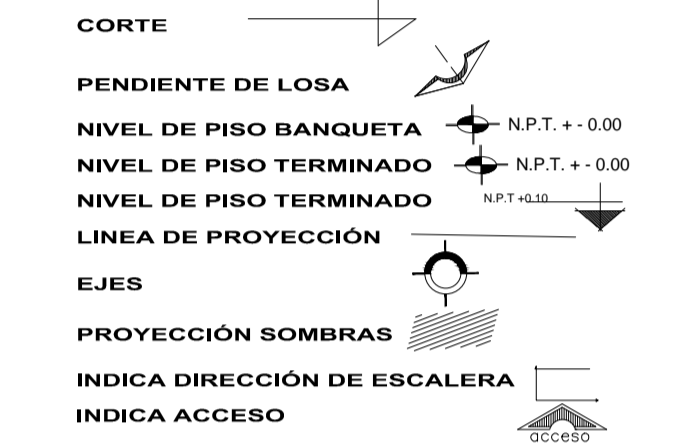 CORTE
PENDIENTE DE LOSA
NIVEL DE PISO BANQUETA N.P.T. + - 0.00
NIVEL DE PISO TERMINADO N.P.T. + - 0.00
NIVEL DE PISO TERMINADO N.P.T +0.10
LINEA DE PROYECCIÓN
EJES
PROYECCIÓN SOMBRAS
INDICA DIRECCIÓN DE ESCALERA
INDICA ACCESO
acceso